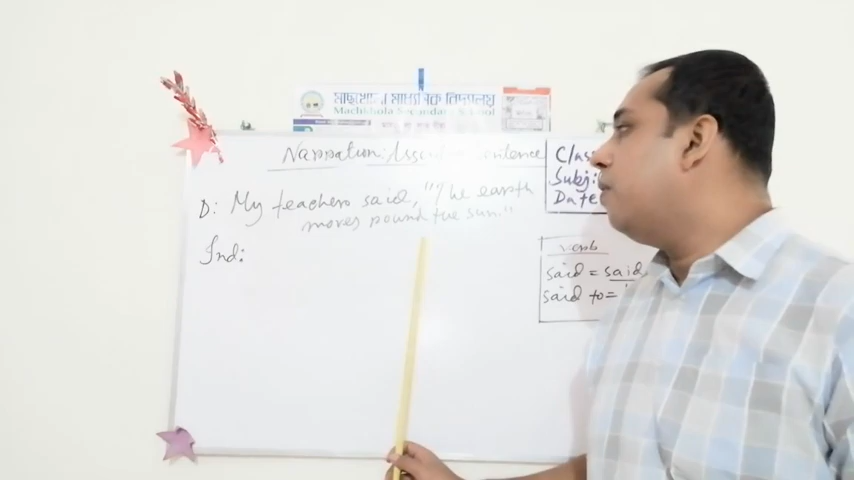 মাছখোলা মাধ্যমিক বিদ্যালয়
Machkhola Secondary School
Narration: Assertive Sentence
D: My teacher said, "The earth
moves round the sun."
Ind:
Class
Subj:
Date
verb
said = said
said to =